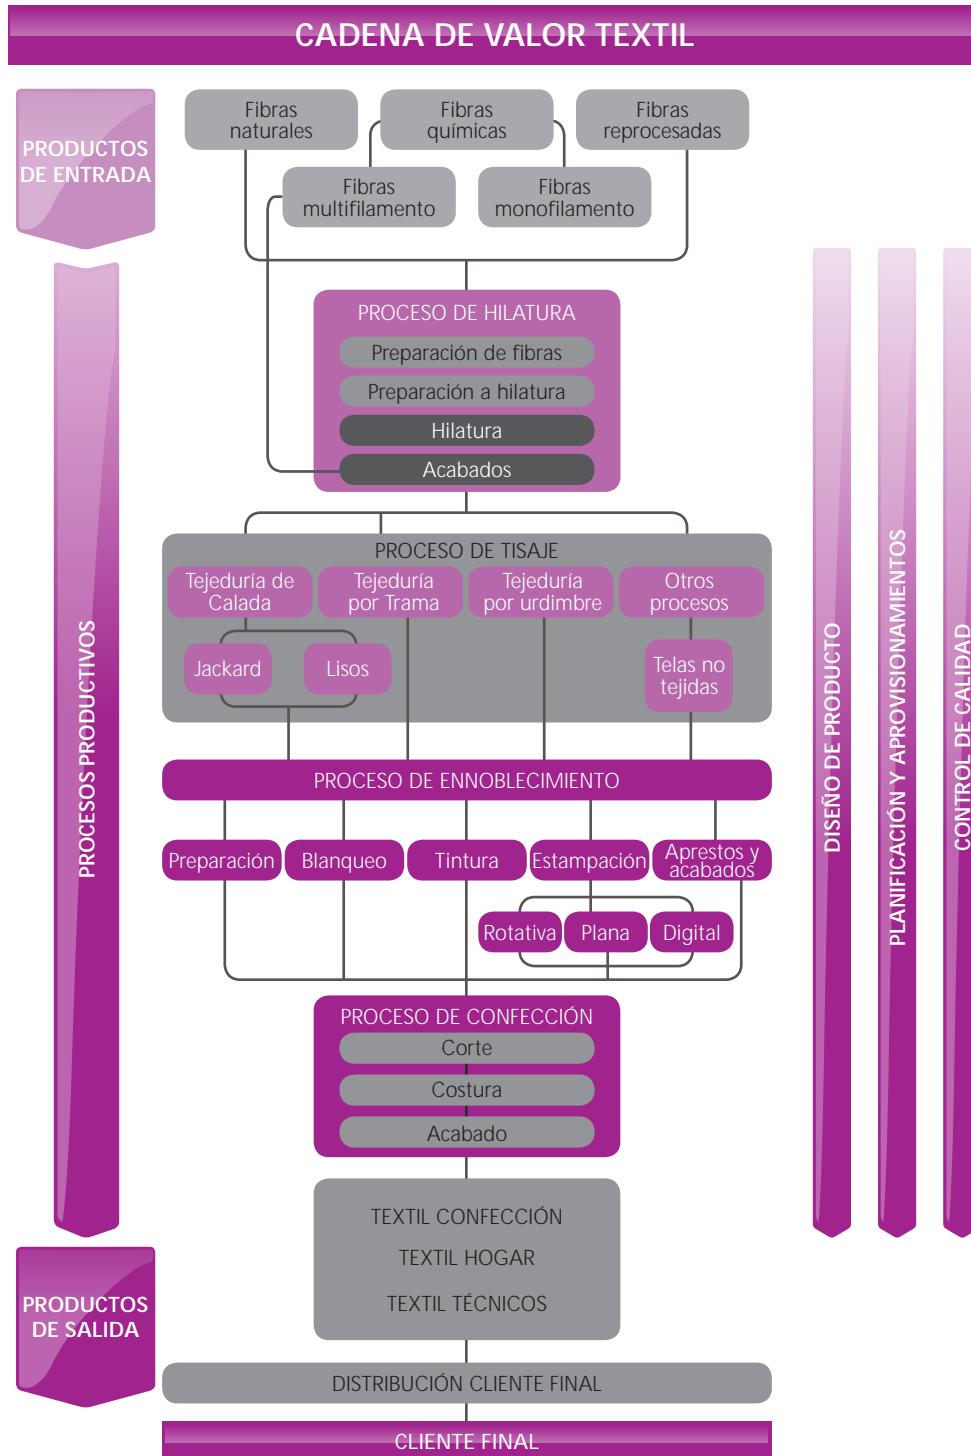 CADENA DE VALOR TEXTIL
PRODUCTOS
DE ENTRADA
Fibras
naturales
Fibras
químicas
Fibras
reprocesadas
Fibras
multifilamento
Fibras
monofilamento
PROCESOS PRODUCTIVOS
PROCESO DE HILATURA
Preparación de fibras
Preparación a hilatura
Hilatura
Acabados
PROCESO DE TISAJE
Tejeduría de
Calada
Tejeduría
por Trama
Tejeduría
por urdimbre
Otros
procesos
Jackard
Lisos
Telas no
tejidas
PROCESO DE ENNOBLECIMIENTO
Preparación
Blanqueo
Tintura
Estampación
Aprestos y
acabados
Rotativa
Plana
Digital
PROCESO DE CONFECCIÓN
Corte
Costura
Acabado
DISEÑO DE PRODUCTO
PLANIFICACIÓN Y APROVISIONAMIENTOS
CONTROL DE CALIDAD
PRODUCTOS
DE SALIDA
TEXTIL CONFECCIÓN
TEXTIL HOGAR
TEXTIL TÉCNICOS
DISTRIBUCIÓN CLIENTE FINAL
CLIENTE FINAL